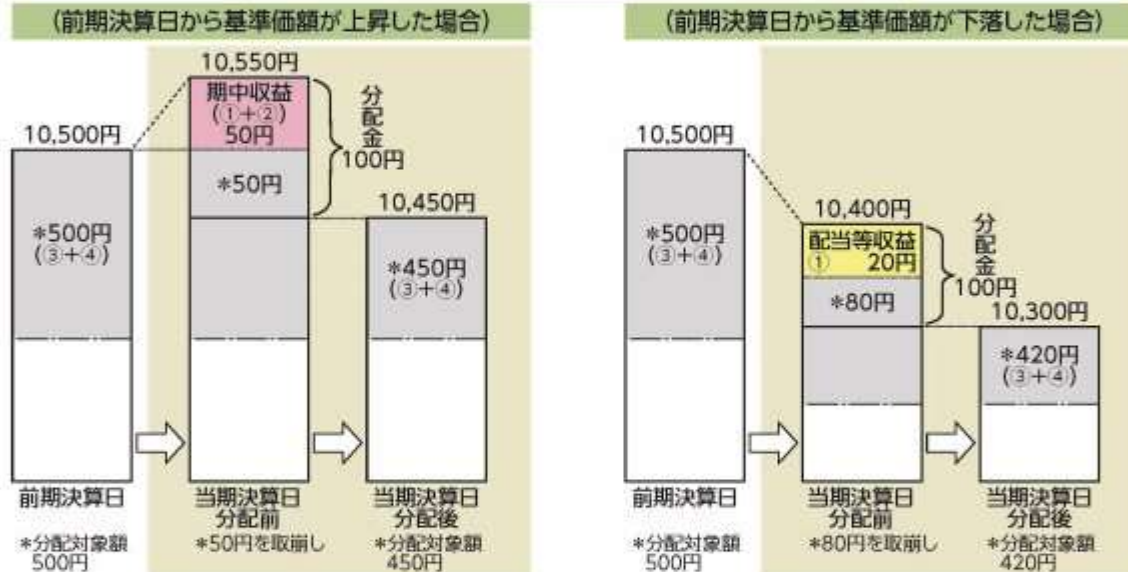 (前期決算日から基準価額が上昇した場合)
10,550円
期中収益
(①+②)
50円
分配金
100円
10,500円
*50円
10,450円
*500円
(③+④)
*450円
(③+④)
前期決算日
当期決算日
分配前
当期決算日
分配後
*分配対象額
500円
*50円を取崩し
*分配対象額
450円
(前期決算日から基準価額が下落した場合)
10,500円
10,400円
配当等収益
① 20円
分配金
100円
*500円
(③+④)
*80円
10,300円
*420円
(③+④)
前期決算日
当期決算日
分配前
当期決算日
分配後
*分配対象額
500円
*80円を取崩し
*分配対象額
420円